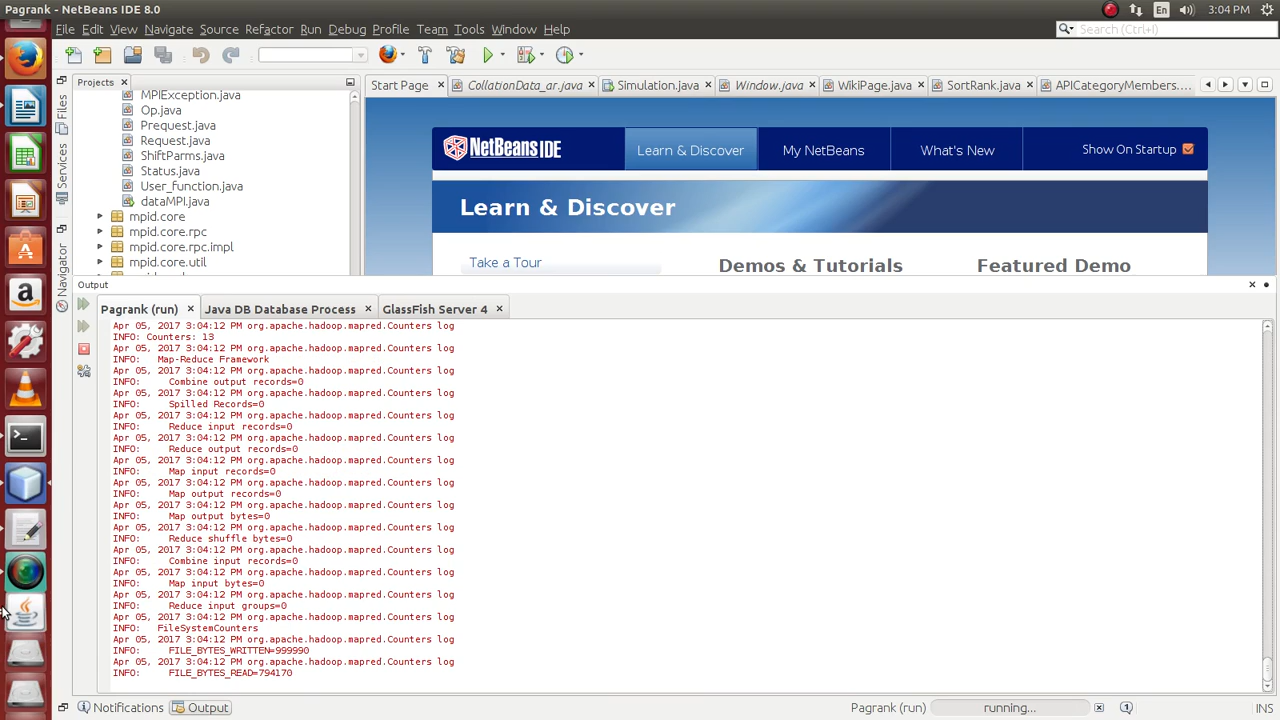 Pagrank - NetBeans IDE 8.0
En 3:04 PM
File Edit View Navigate Source Refactor Run Debug Profile Team Tools Window Help
Search (Ctrl+I)
Projects
Start Page CollationData_ar.java Simulation.java Window.java WikiPage.java SortRank.java APICategoryMembers....
Files
Services
Navigator
MPIException.java
Op.java
Prequest.java
Request.java
ShiftParms.java
Status.java
User_function.java
dataMPI.java
mpid.core
mpid.core.rpc
mpid.core.rpc.impl
mpid.core.util
NetBeans IDE
Learn & Discover My NetBeans What's New Show On Startup
Learn & Discover
Take a Tour Demos & Tutorials Featured Demo
Output
Pagrank (run) Java DB Database Process GlassFish Server 4
Apr 05, 2017 3:04:12 PM org.apache.hadoop.mapred.Counters log
INFO: Counters: 13
Apr 05, 2017 3:04:12 PM org.apache.hadoop.mapred.Counters log
INFO: Map-Reduce Framework
Apr 05, 2017 3:04:12 PM org.apache.hadoop.mapred.Counters log
INFO: Combine output records=0
Apr 05, 2017 3:04:12 PM org.apache.hadoop.mapred.Counters log
INFO: Spilled Records=0
Apr 05, 2017 3:04:12 PM org.apache.hadoop.mapred.Counters log
INFO: Reduce input records=0
Apr 05, 2017 3:04:12 PM org.apache.hadoop.mapred.Counters log
INFO: Reduce output records=0
Apr 05, 2017 3:04:12 PM org.apache.hadoop.mapred.Counters log
INFO: Map input records=0
Apr 05, 2017 3:04:12 PM org.apache.hadoop.mapred.Counters log
INFO: Map output records=0
Apr 05, 2017 3:04:12 PM org.apache.hadoop.mapred.Counters log
INFO: Map output bytes=0
Apr 05, 2017 3:04:12 PM org.apache.hadoop.mapred.Counters log
INFO: Reduce shuffle bytes=0
Apr 05, 2017 3:04:12 PM org.apache.hadoop.mapred.Counters log
INFO: Combine input records=0
Apr 05, 2017 3:04:12 PM org.apache.hadoop.mapred.Counters log
INFO: Map input bytes=0
Apr 05, 2017 3:04:12 PM org.apache.hadoop.mapred.Counters log
INFO: Reduce input groups=0
Apr 05, 2017 3:04:12 PM org.apache.hadoop.mapred.Counters log
INFO: FileSystemCounters
Apr 05, 2017 3:04:12 PM org.apache.hadoop.mapred.Counters log
INFO: FILE_BYTES_WRITTEN=999990
Apr 05, 2017 3:04:12 PM org.apache.hadoop.mapred.Counters log
INFO: FILE_BYTES_READ=794170
Notifications Output Pagrank (run) running... 1 INS